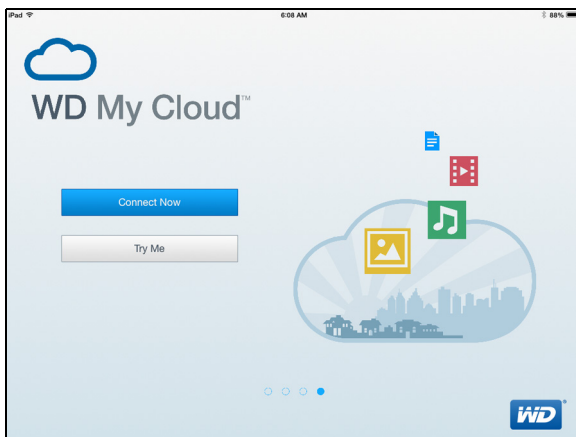 iPad 6:08 AM 88%
WD My Cloud™
Connect Now
Try Me
WD®